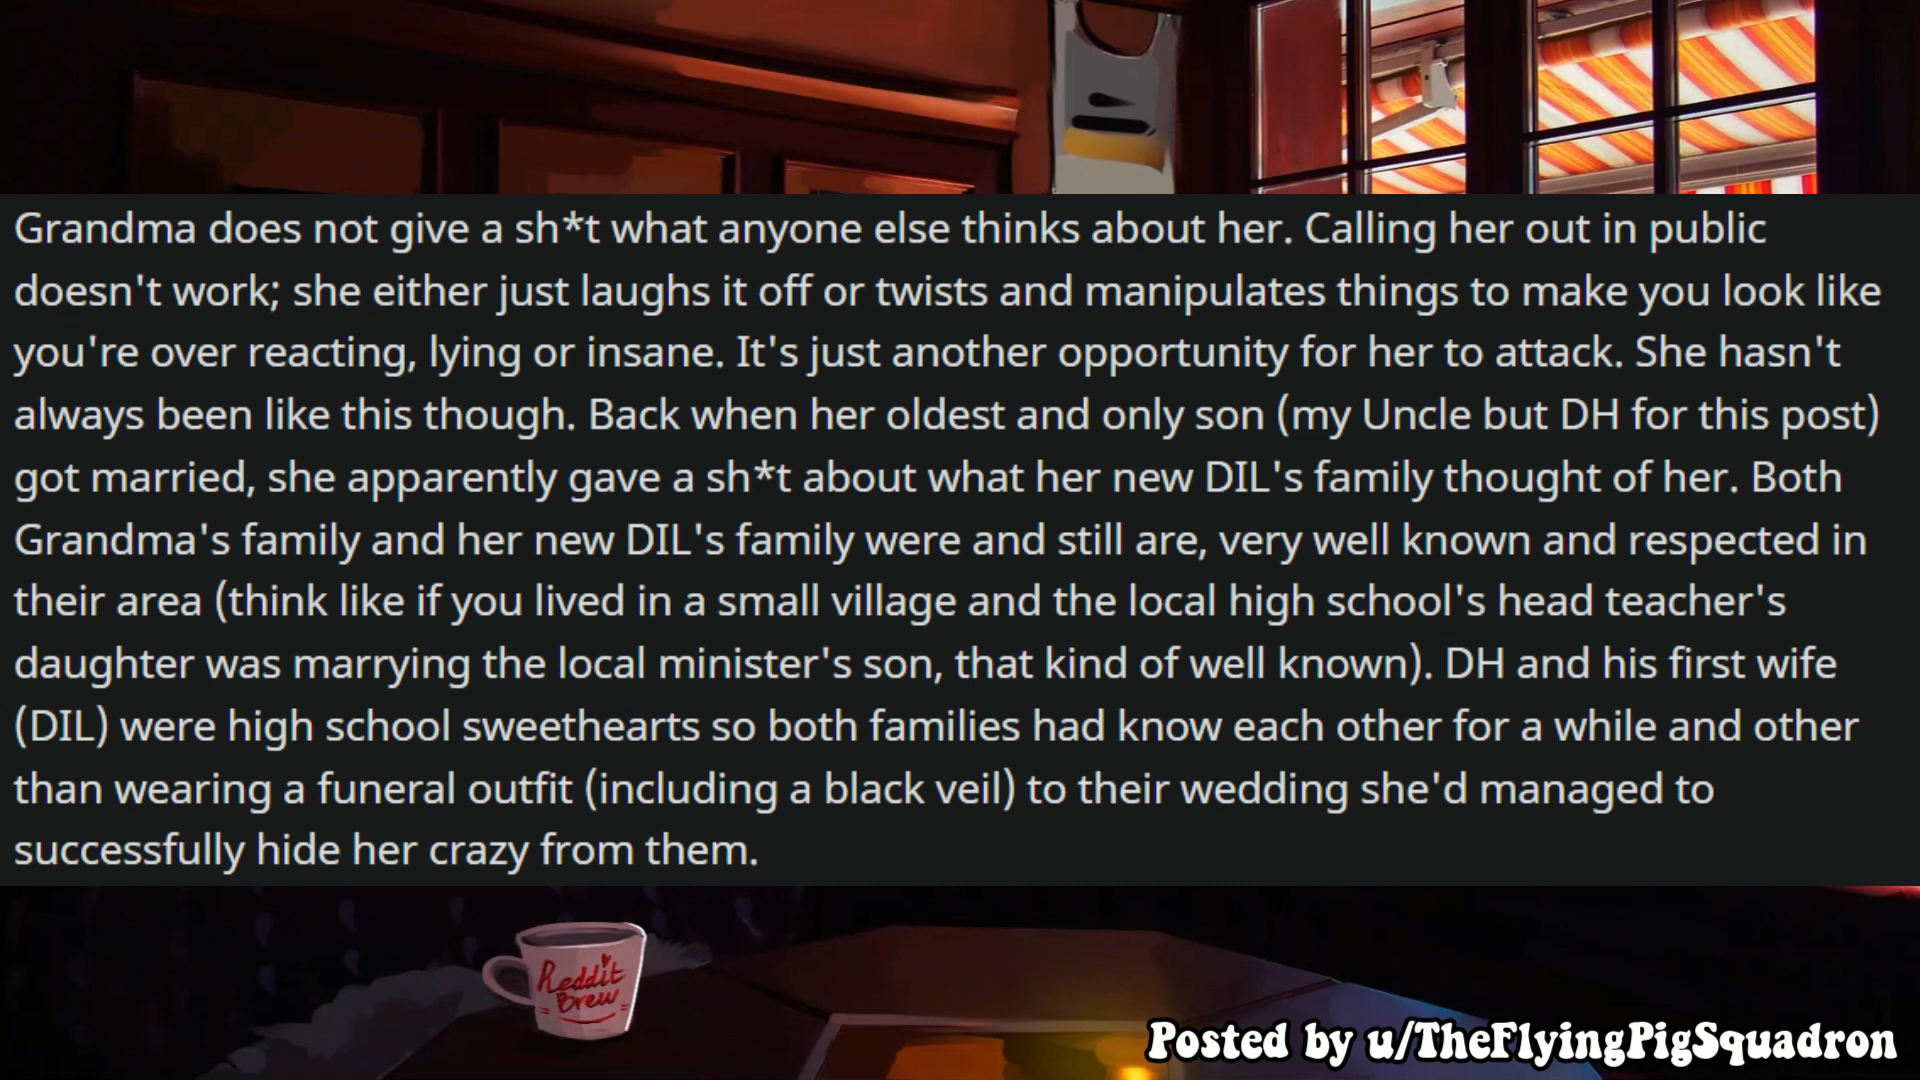 Grandma does not give a sh*t what anyone else thinks about her. Calling her out in public
doesn't work; she either just laughs it off or twists and manipulates things to make you look like
you're over reacting, lying or insane. It's just another opportunity for her to attack. She hasn't
always been like this though. Back when her oldest and only son (my Uncle but DH for this post)
got married, she apparently gave a sh*t about what her new DIL's family thought of her. Both
Grandma's family and her new DIL's family were and still are, very well known and respected in
their area (think like if you lived in a small village and the local high school's head teacher's
daughter was marrying the local minister's son, that kind of well known). DH and his first wife
(DIL) were high school sweethearts so both families had know each other for a while and other
than wearing a funeral outfit (including a black veil) to their wedding she'd managed to
successfully hide her crazy from them.
Reddit
Brew
Posted by u/TheFlyingPigSquadron